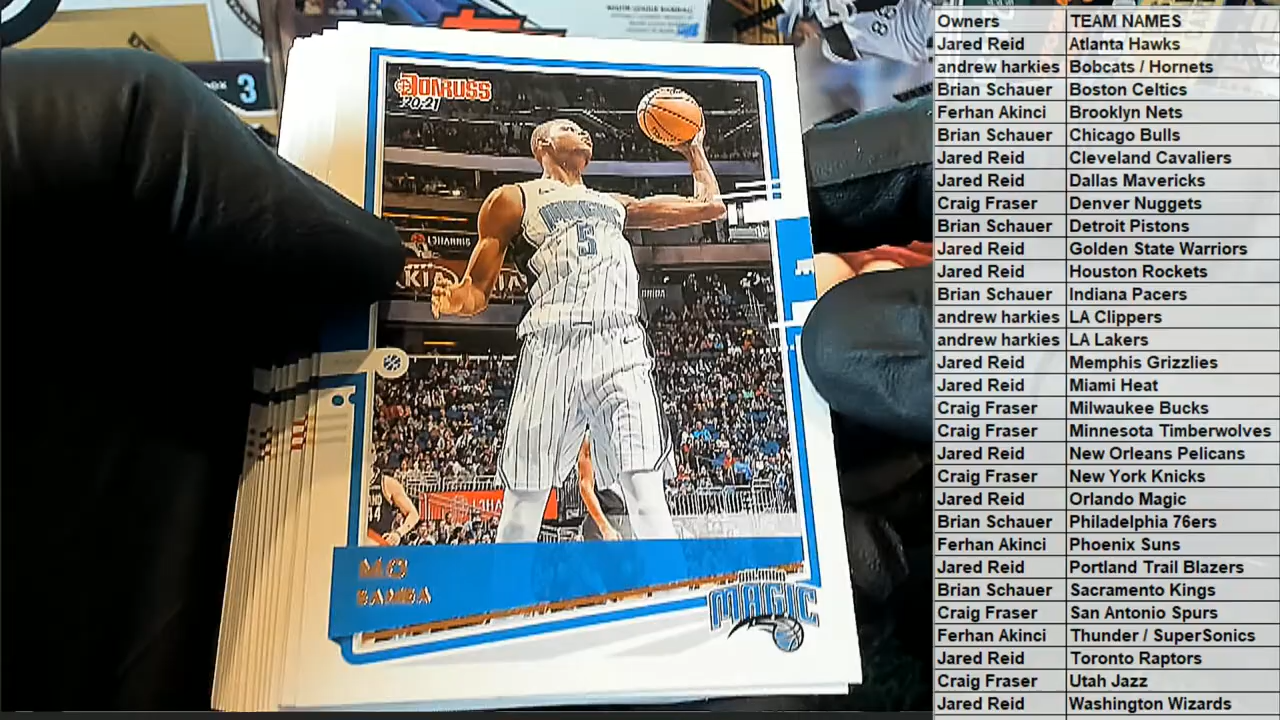 DONRUSS
20-21
MAGIC
5
L3HARRIS
KIA
L3HA
MO
BAMBA
ORLANDO
MAGIC
3
88
Owners TEAM NAMES
Jared Reid Atlanta Hawks
andrew harkies Bobcats / Hornets
Brian Schauer Boston Celtics
Ferhan Akinci Brooklyn Nets
Brian Schauer Chicago Bulls
Jared Reid Cleveland Cavaliers
Jared Reid Dallas Mavericks
Craig Fraser Denver Nuggets
Brian Schauer Detroit Pistons
Jared Reid Golden State Warriors
Jared Reid Houston Rockets
Brian Schauer Indiana Pacers
andrew harkies LA Clippers
andrew harkies LA Lakers
Jared Reid Memphis Grizzlies
Jared Reid Miami Heat
Craig Fraser Milwaukee Bucks
Craig Fraser Minnesota Timberwolves
Jared Reid New Orleans Pelicans
Craig Fraser New York Knicks
Jared Reid Orlando Magic
Brian Schauer Philadelphia 76ers
Ferhan Akinci Phoenix Suns
Jared Reid Portland Trail Blazers
Brian Schauer Sacramento Kings
Craig Fraser San Antonio Spurs
Ferhan Akinci Thunder / SuperSonics
Jared Reid Toronto Raptors
Craig Fraser Utah Jazz
Jared Reid Washington Wizards